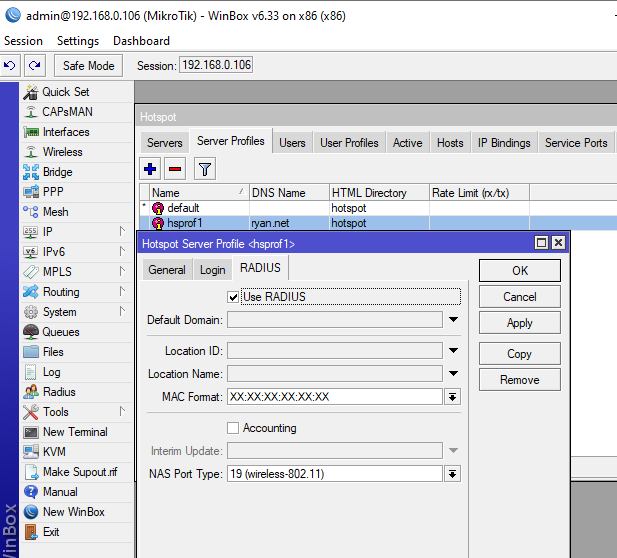 admin@192.168.0.106 (MikroTik) - WinBox v6.33 on x86 (x86)
Session Settings Dashboard
Safe Mode Session: 192.168.0.106
Quick Set
CAPsMAN
Interfaces
Wireless
Bridge
PPP
Mesh
IP
IPv6
MPLS
Routing
System
Queues
Files
Log
Radius
Tools
New Terminal
KVM
Make Supout.rif
Manual
New WinBox
Exit
WinBox
Hotspot
Servers Server Profiles Users User Profiles Active Hosts IP Bindings Service Ports
Name DNS Name HTML Directory Rate Limit (rx/tx)
* default hotspot
hsprof1 ryan.net hotspot
Hotspot Server Profile <hsprof1>
General Login RADIUS
Use RADIUS
Default Domain:
Location ID:
Location Name:
MAC Format: XX:XX:XX:XX:XX:XX
Accounting
Interim Update:
NAS Port Type: 19 (wireless-802.11)
OK
Cancel
Apply
Copy
Remove